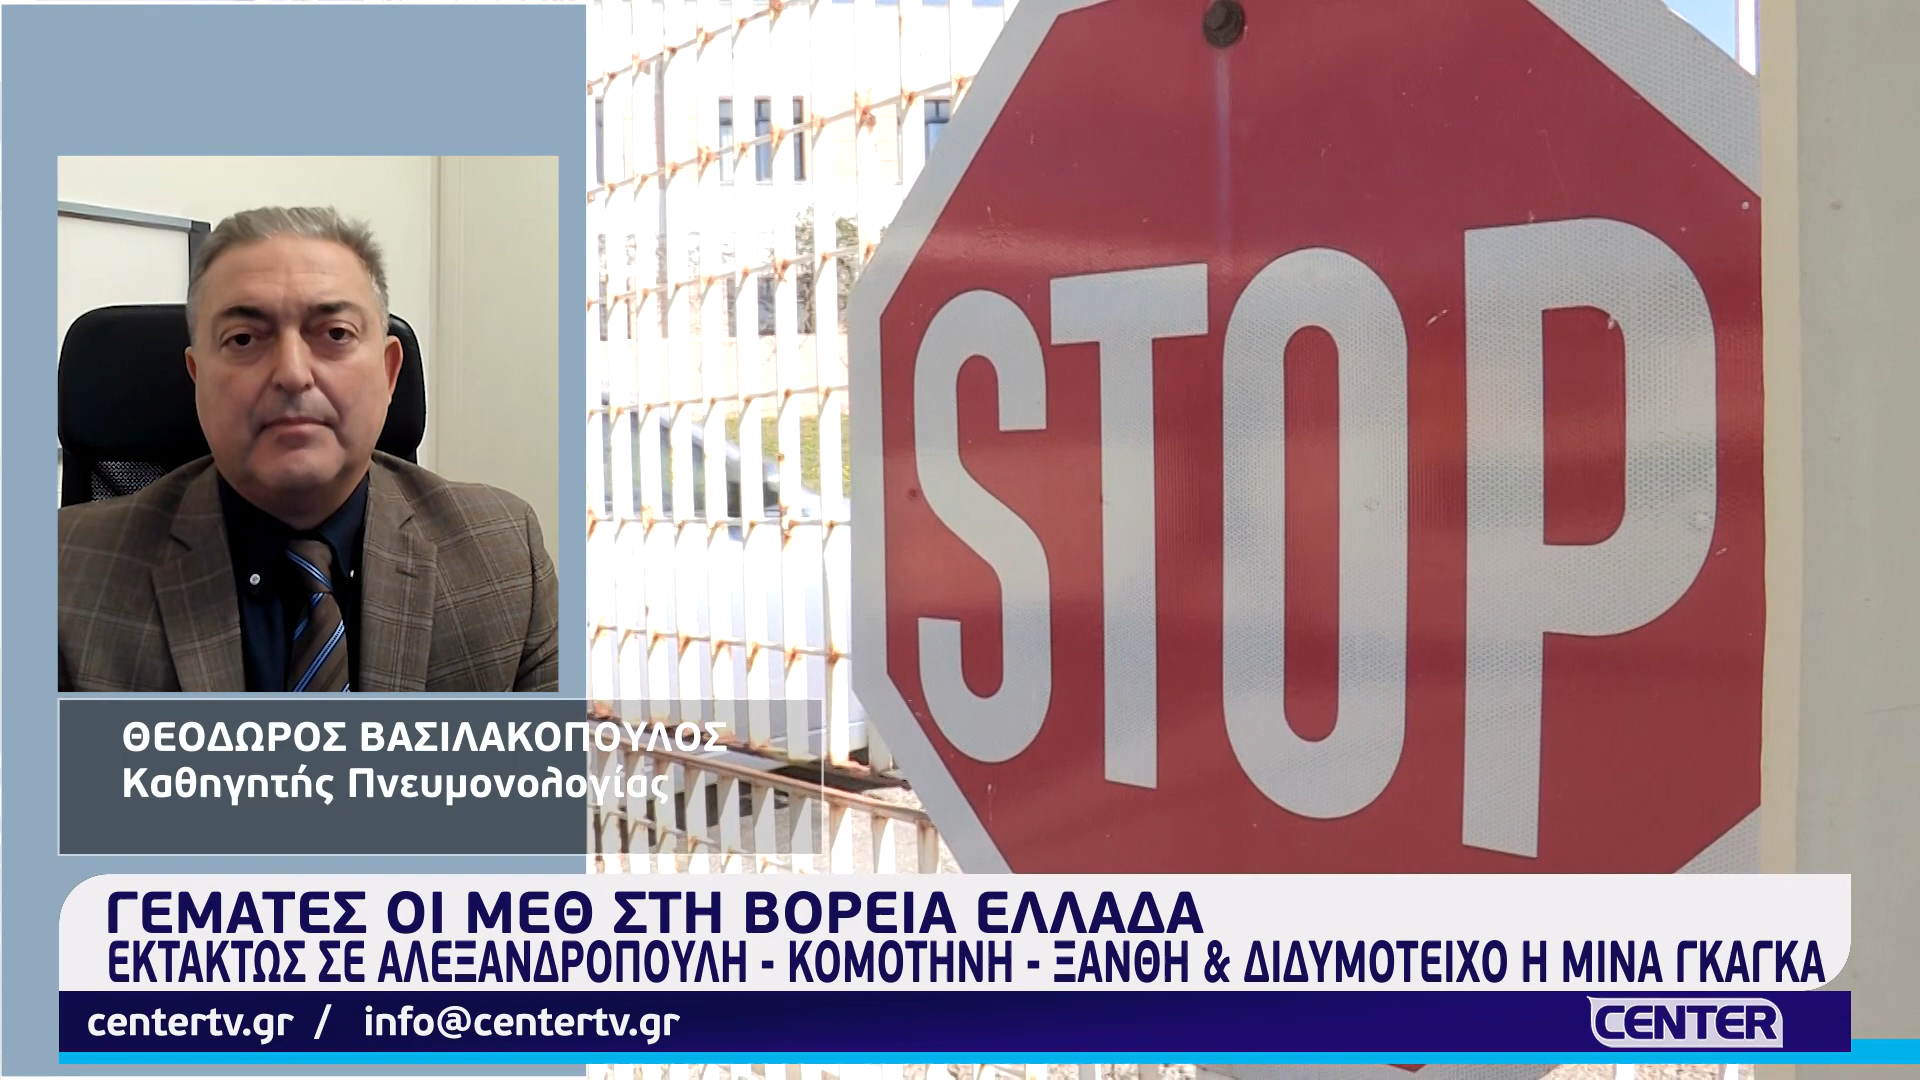 STOP
ΘΕΟΔΩΡΟΣ ΒΑΣΙΛΑΚΟΠΟΥΛΟΣ
Καθηγητής Πνευμονολογίας
ΓΕΜΑΤΕΣ ΟΙ ΜΕΘ ΣΤΗ ΒΟΡΕΙΑ ΕΛΛΑΔΑ
ΕΚΤΑΚΤΩΣ ΣΕ ΑΛΕΞΑΝΔΡΟΠΟΥΛΗ - ΚΟΜΟΤΗΝΗ - ΞΑΝΘΗ & ΔΙΔΥΜΟΤΕΙΧΟ Η ΜΙΝΑ ΓΚΑΓΚΑ
centertv.gr / info@centertv.gr
CENTER